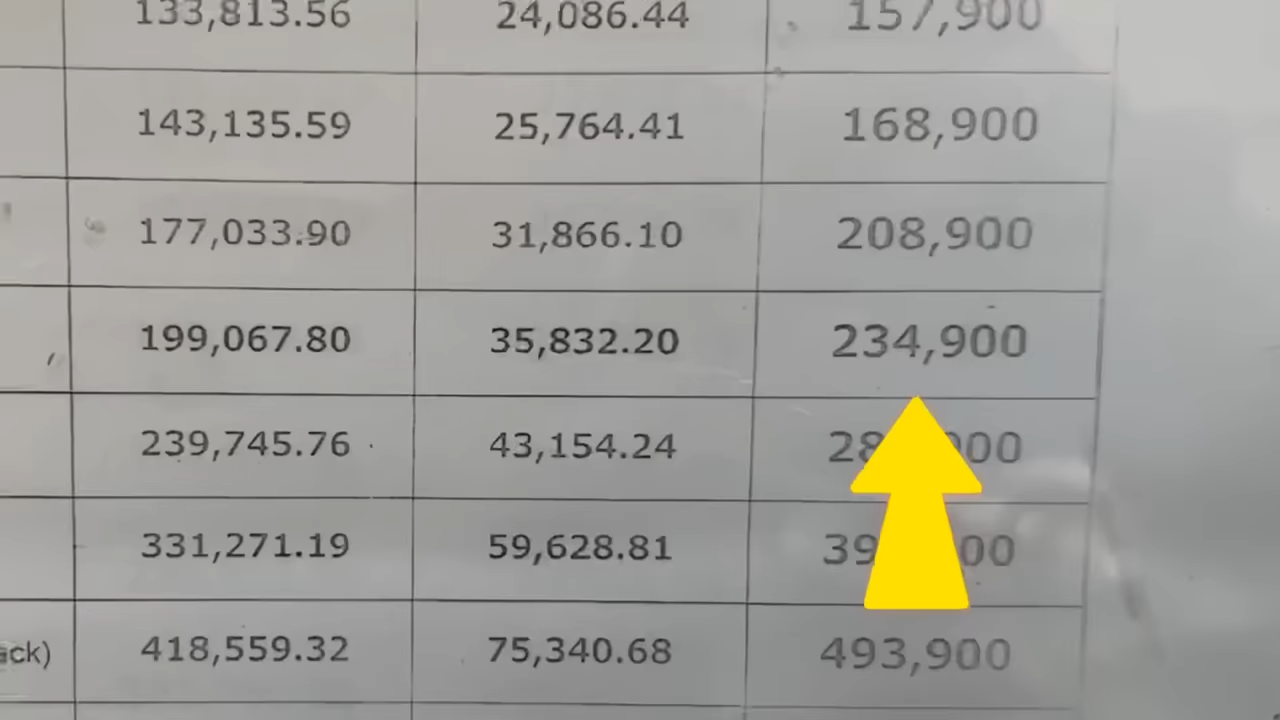 133,813.56 24,086.44 157,900
143,135.59 25,764.41 168,900
177,033.90 31,866.10 208,900
199,067.80 35,832.20 234,900
239,745.76 43,154.24
331,271.19 59,628.81
418,559.32 75,340.68 493,900